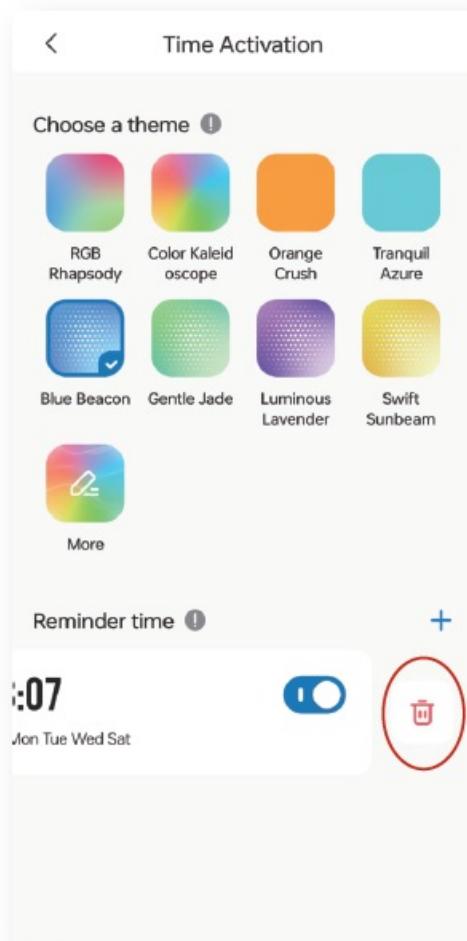 Time Activation
Choose a theme
RGB
Rhapsody
Color Kaleid
oscope
Orange
Crush
Tranquil
Azure
Blue Beacon
Gentle Jade
Luminous
Lavender
Swift
Sunbeam
More
Reminder time
:07
Mon Tue Wed Sat